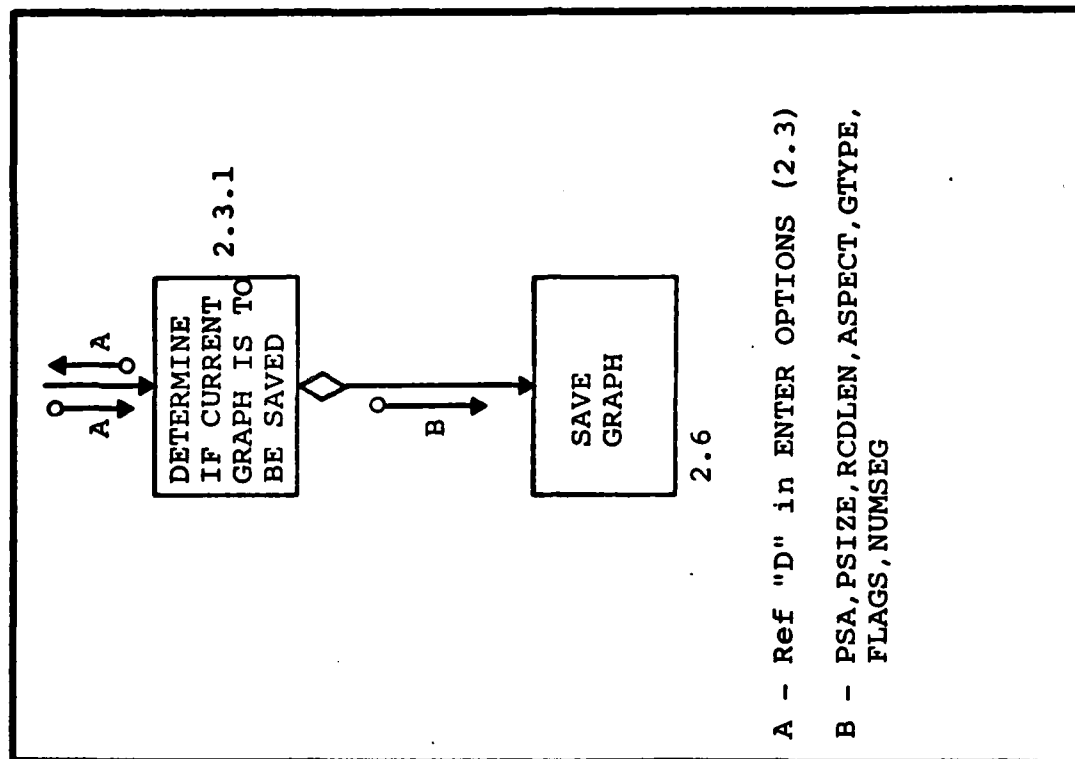 A
A
DETERMINE
IF CURRENT
GRAPH IS TO
BE SAVED
2.3.1
B
SAVE
GRAPH
2.6
A - Ref "D" in ENTER OPTIONS (2.3)
B - PSA,PSIZE,RCDLEN,ASPECT,GTYPE,
FLAGS,NUMSEG